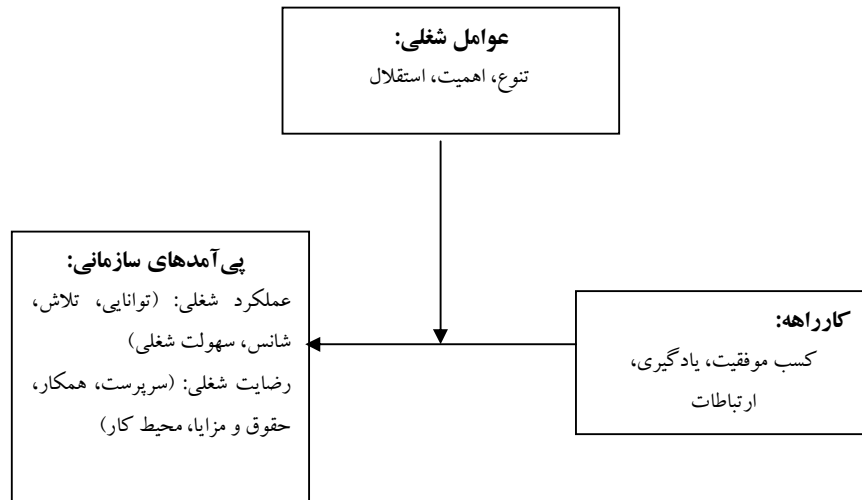 عوامل شغلی:
تنوع، اهمیت، استقلال
کارراهه:
کسب موفقیت، یادگیری،
ارتباطات
پی‌آمدهای سازمانی:
عملکرد شغلی: (توانایی، تلاش،
شانس، سهولت شغلی)
رضایت شغلی: (سرپرست، همکار،
حقوق و مزایا، محیط کار)